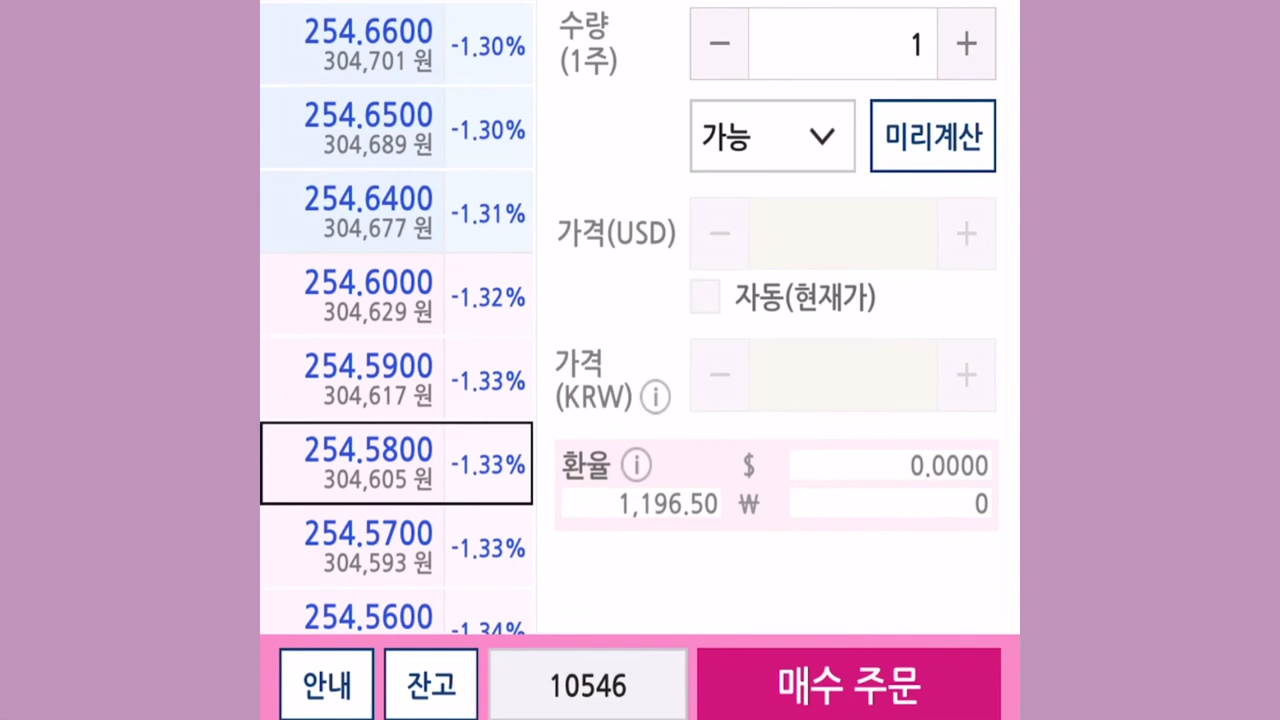 254.6600
304,701 원
-1.30%
254.6500
304,689 원
-1.30%
254.6400
304,677 원
-1.31%
254.6000
304,629 원
-1.32%
254.5900
304,617 원
-1.33%
254.5800
304,605 원
-1.33%
254.5700
304,593 원
-1.33%
254.5600
-1.34%
수량
(1주)
− 1 +
가능
미리계산
가격(USD)
− +
자동(현재가)
가격
(KRW) i
− +
환율 i $ 0.0000
1,196.50 ₩ 0
안내
잔고
10546
매수 주문